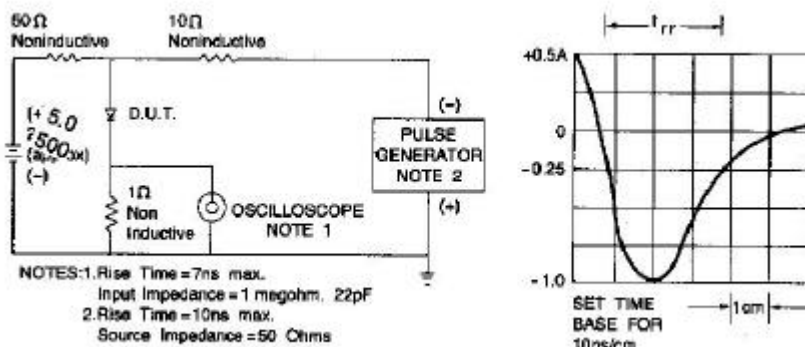 50Ω
Noninductive
10Ω
Noninductive
D.U.T.
(-)
1Ω
Non
Inductive
OSCILLOSCOPE
NOTE 1
(-)
PULSE
GENERATOR
NOTE 2
(+)
NOTES:1.Rise Time=7ns max.
Input Impedance=1 megohm. 22pF
2.Rise Time=10ns max.
Source Impedance=50 Ohms
trr
+0.5A
0
-0.25
-1.0
SET TIME
BASE FOR
10ns/cm
1cm